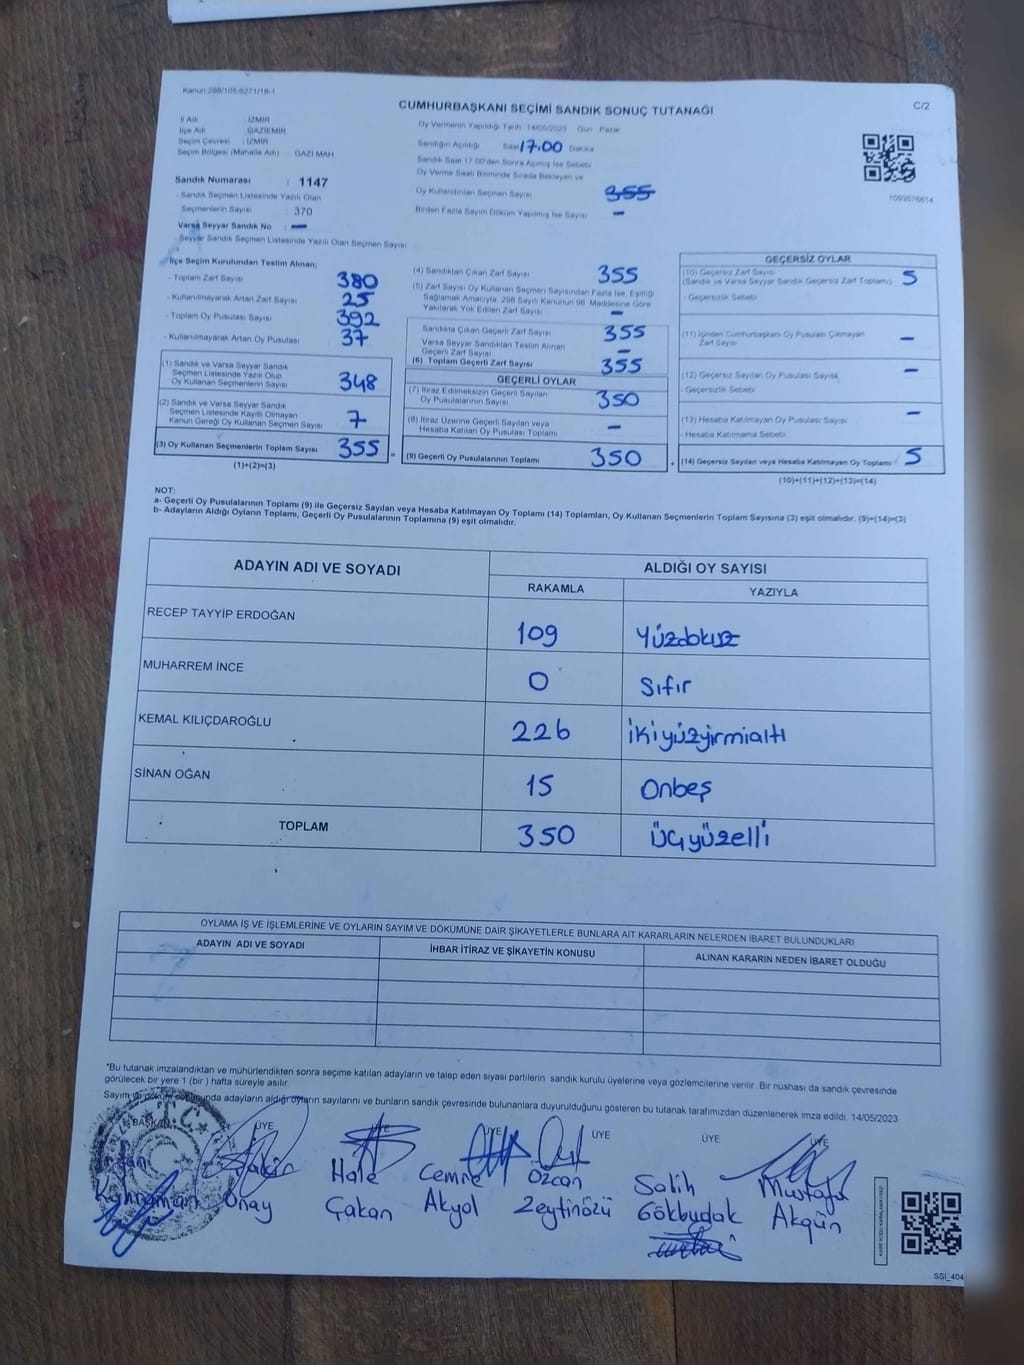 Kanun:298/105.6271/18-1
CUMHURBAŞKANI SEÇİMİ SANDIK SONUÇ TUTANAĞI
C/2
İl Adı : İZMİR
İlçe Adı : GAZİEMİR
Seçim Çevresi : İZMİR
Seçim Bölgesi (Mahalle Adı) : GAZİ MAH
Sandık Numarası : 1147
- Sandık Seçmen Listesinde Yazılı Olan
Seçmenlerin Sayısı : 370
Varsa Seyyar Sandık No : -
Seyyar Sandık Seçmen Listesinde Yazılı Olan Seçmen Sayısı
Oy Vermenin Yapıldığı Tarih :14/05/2023 Gün : Pazar
Sandığın Açıldığı Saat 17.00 Dakika
Sandık Saat 17:00'den Sonra Açılmış İse Sebebi
Oy Verme Saati Bitiminde Sırada Bekleyen ve
Oy Kullandırılan Seçmen Sayısı 355
Birden Fazla Sayım Döküm Yapılmış İse Sayısı -
İlçe Seçim Kurulundan Teslim Alınan;
- Toplam Zarf Sayısı 380
- Kullanılmayarak Artan Zarf Sayısı 25
- Toplam Oy Pusulası Sayısı 392
- Kullanılmayarak Artan Oy Pusulası 37
(1) Sandık ve Varsa Seyyar Sandık
Seçmen Listesinde Yazılı Olup
Oy Kullanan Seçmenlerin Sayısı 348
(2) Sandık ve Varsa Seyyar Sandık
Seçmen Listesinde Kayıtlı Olmayan
Kanun Gereği Oy Kullanan Seçmen Sayısı 7
(3) Oy Kullanan Seçmenlerin Toplam Sayısı 355 =
(1)+(2)=(3)
(4) Sandıktan Çıkan Zarf Sayısı 355
(5) Zarf Sayısı Oy Kullanan Seçmen Sayısından Fazla İse, Eşitliği
Sağlamak Amacıyla, 298 Sayılı Kanunun 98. Maddesine Göre
Yakılarak Yok Edilen Zarf Sayısı -
Sandıkta Çıkan Geçerli Zarf Sayısı 355
Varsa Seyyar Sandıktan Teslim Alınan
Geçerli Zarf Sayısı -
(6) Toplam Geçerli Zarf Sayısı 355
GEÇERLİ OYLAR
(7) İtiraz Edilmeksizin Geçerli Sayılan
Oy Pusulalarının Sayısı 350
(8) İtiraz Üzerine Geçerli Sayılan veya
Hesaba Katılan Oy Pusulası Toplamı -
(9) Geçerli Oy Pusulalarının Toplamı 350 +
GEÇERSİZ OYLAR
(10) Geçersiz Zarf Sayısı
(Sandık ve Varsa Seyyar Sandık Geçersiz Zarf Toplamı) 5
- Geçersizlik Sebebi
(11) İçinden Cumhurbaşkanı Oy Pusulası Çıkmayan
Zarf Sayısı -
(12) Geçersiz Sayılan Oy Pusulası Sayısı -
- Geçersizlik Sebebi
(13) Hesaba Katılmayan Oy Pusulası Sayısı -
- Hesaba Katılmama Sebebi
(14) Geçersiz Sayılan veya Hesaba Katılmayan Oy Toplamı 5
(10)+(11)+(12)+(13)=(14)
NOT:
a- Geçerli Oy Pusulalarının Toplamı (9) ile Geçersiz Sayılan veya Hesaba Katılmayan Oy Toplamı (14) Toplamları, Oy Kullanan Seçmenlerin Toplam Sayısına (3) eşit olmalıdır. (9)+(14)=(3)
b- Adayların Aldığı Oyların Toplamı, Geçerli Oy Pusulalarının Toplamına (9) eşit olmalıdır.
ADAYIN ADI VE SOYADI
ALDIĞI OY SAYISI
RAKAMLA YAZIYLA
RECEP TAYYİP ERDOĞAN 109 Yüzdokuz
MUHARREM İNCE 0 Sıfır
KEMAL KILIÇDAROĞLU 226 İkiyüzyirmialtı
SİNAN OĞAN 15 Onbeş
TOPLAM 350 Üçyüzelli
OYLAMA İŞ VE İŞLEMLERİNE VE OYLARIN SAYIM VE DÖKÜMÜNE DAİR ŞİKAYETLERLE BUNLARA AİT KARARLARIN NELERDEN İBARET BULUNDUKLARI
ADAYIN ADI VE SOYADI İHBAR İTİRAZ VE ŞİKAYETİN KONUSU ALINAN KARARIN NEDEN İBARET OLDUĞU
*Bu tutanak imzalandıktan ve mühürlendikten sonra seçime katılan adayların ve talep eden siyasi partilerin sandık kurulu üyelerine veya gözlemcilerine verilir. Bir nüshası da sandık çevresinde
görülecek bir yere 1 (bir ) hafta süreyle asılır.
Sayım ve döküm sonucunda adayların aldığı oyların sayılarını ve bunların sandık çevresinde bulunanlara duyurulduğunu gösteren bu tutanak tarafımızdan düzenlenerek imza edildi. 14/05/2023
BAŞKAN ÜYE ÜYE ÜYE ÜYE ÜYE ÜYE
T.C.
Kahraman
Onay
Hale
Çakan
Cemre
Akyol
Özcan
Zeytinözü
Salih
Gökbudak
Mustafa
Akgün
SSI_404